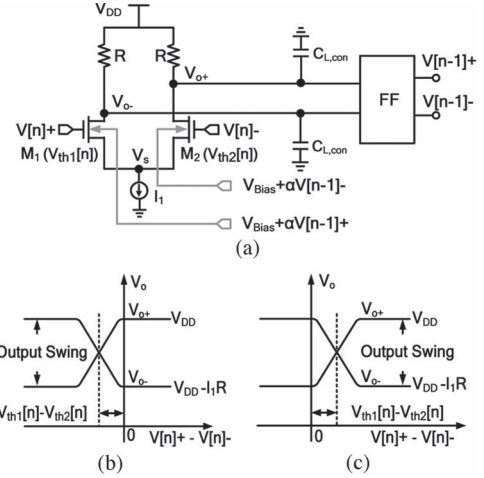 V_DD
R R
V_o+
C_L,con
V[n-1]+
FF
V_o-
V[n-1]-
V[n]+ V[n]-
C_L,con
M_1 (V_th1[n]) V_s M_2 (V_th2[n])
I_1
V_Bias+αV[n-1]-
V_Bias+αV[n-1]+
(a)
V_o
V_o+ V_DD
Output Swing
V_o- V_DD-I_1R
V_th1[n]-V_th2[n]
0 V[n]+ - V[n]-
(b)
V_o
V_o+ V_DD
Output Swing
V_o- V_DD-I_1R
V_th1[n]-V_th2[n]
0 V[n]+ - V[n]-
(c)